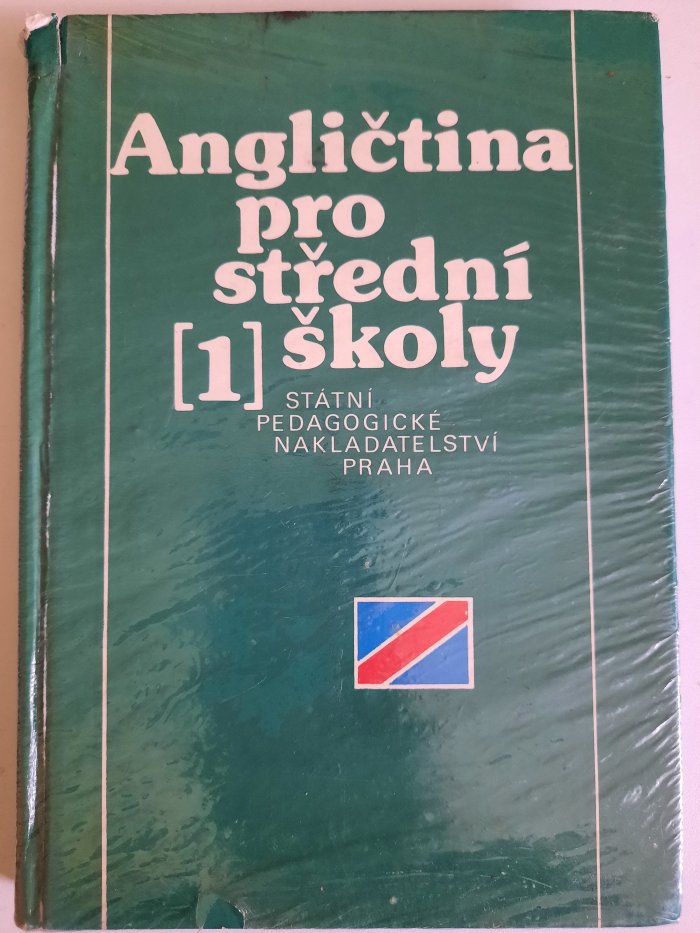 Angličtina
pro
střední
[1] školy
STÁTNÍ
PEDAGOGICKÉ
NAKLADATELSTVÍ
PRAHA